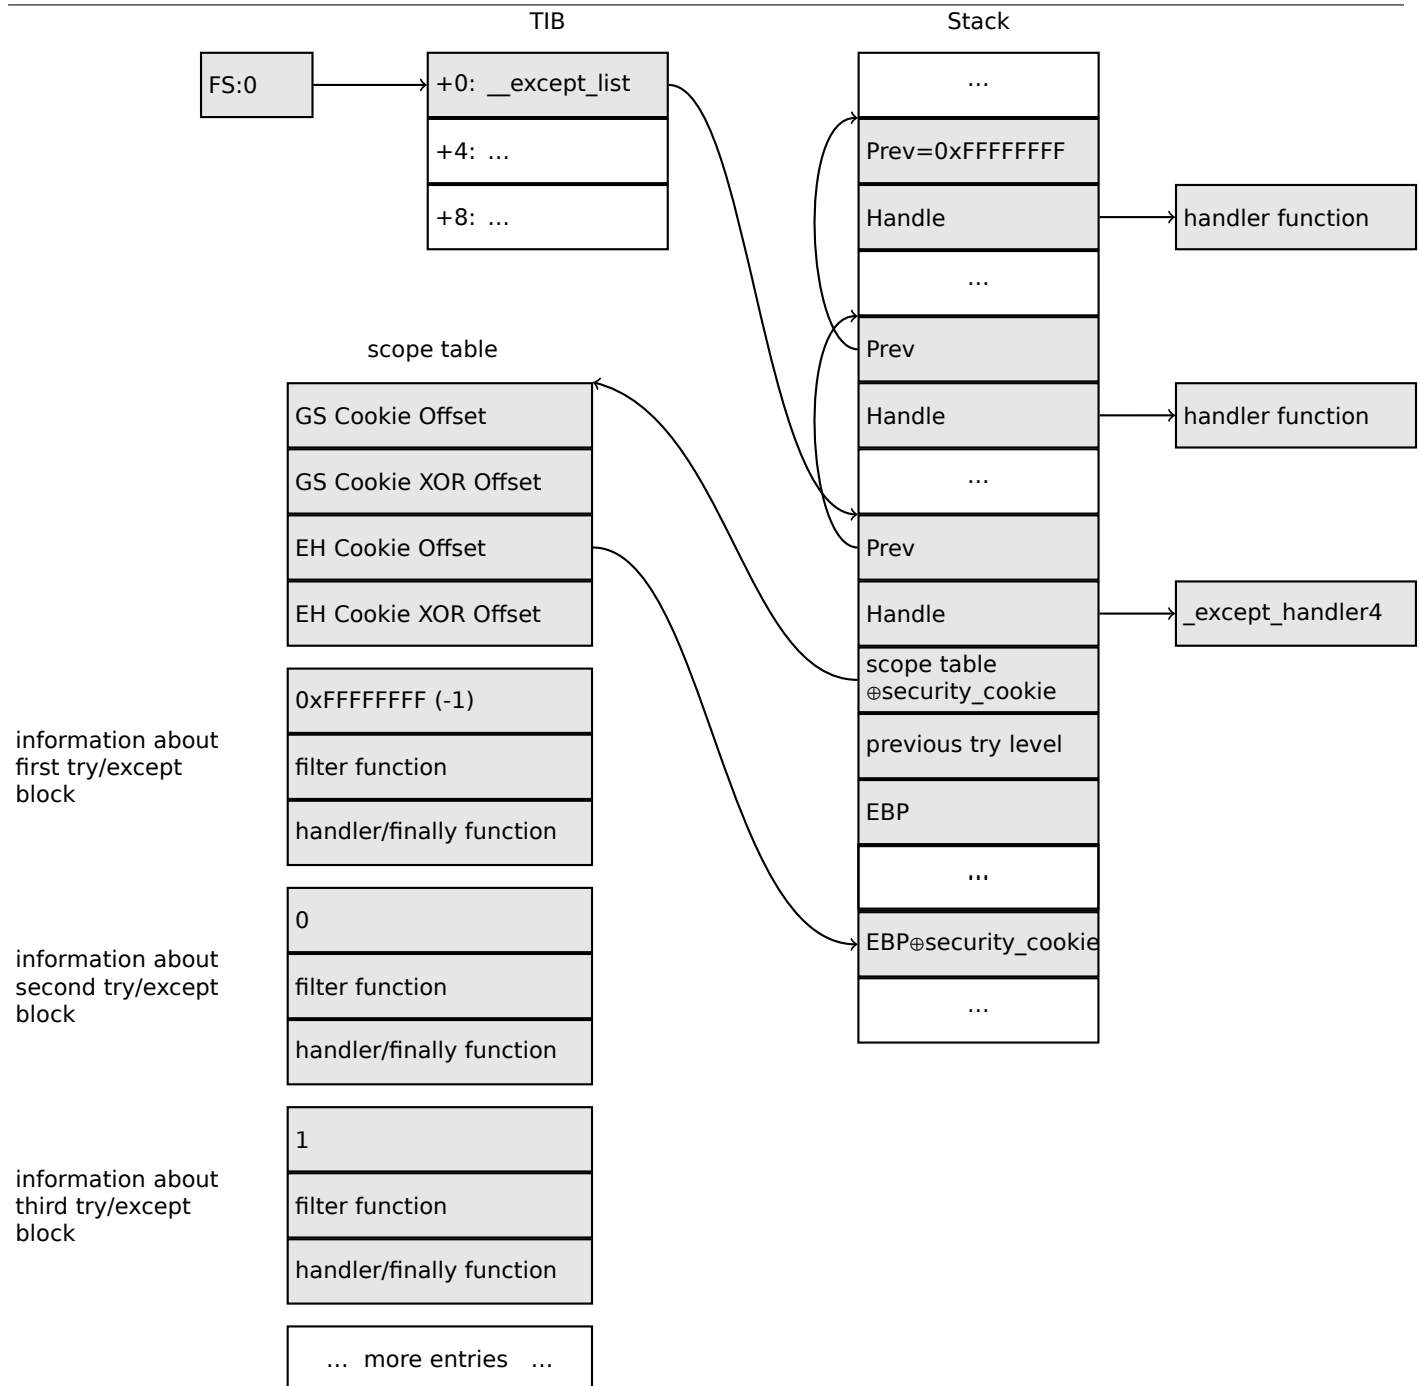 TIB
Stack
FS:0
+0: __except_list
+4: …
+8: …
…
Prev=0xFFFFFFFF
Handle
handler function
…
Prev
Handle
handler function
…
Prev
Handle
_except_handler4
scope table
⊕security_cookie
previous try level
EBP
…
EBP⊕security_cookie
…
scope table
GS Cookie Offset
GS Cookie XOR Offset
EH Cookie Offset
EH Cookie XOR Offset
information about
first try/except
block
0xFFFFFFFF (-1)
filter function
handler/finally function
information about
second try/except
block
0
filter function
handler/finally function
information about
third try/except
block
1
filter function
handler/finally function
… more entries …